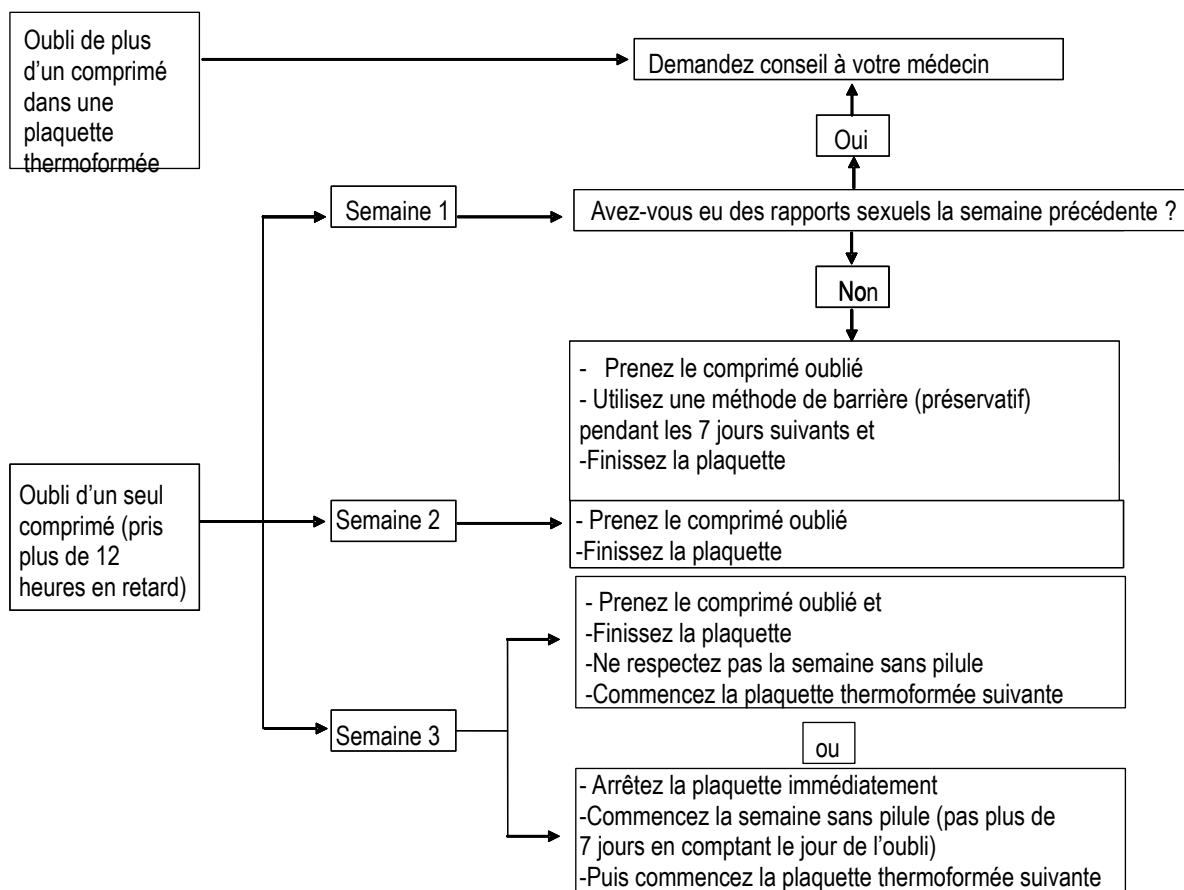 Oubli de plus
d'un comprimé
dans une
plaquette
thermoformée
Demandez conseil à votre médecin
Oui
Semaine 1
Avez-vous eu des rapports sexuels la semaine précédente ?
Non
- Prenez le comprimé oublié
- Utilisez une méthode de barrière (préservatif)
pendant les 7 jours suivants et
-Finissez la plaquette
Oubli d'un seul
comprimé (pris
plus de 12
heures en retard)
Semaine 2
- Prenez le comprimé oublié
-Finissez la plaquette
Semaine 3
- Prenez le comprimé oublié et
-Finissez la plaquette
-Ne respectez pas la semaine sans pilule
-Commencez la plaquette thermoformée suivante
ou
- Arrêtez la plaquette immédiatement
-Commencez la semaine sans pilule (pas plus de
7 jours en comptant le jour de l'oubli)
-Puis commencez la plaquette thermoformée suivante